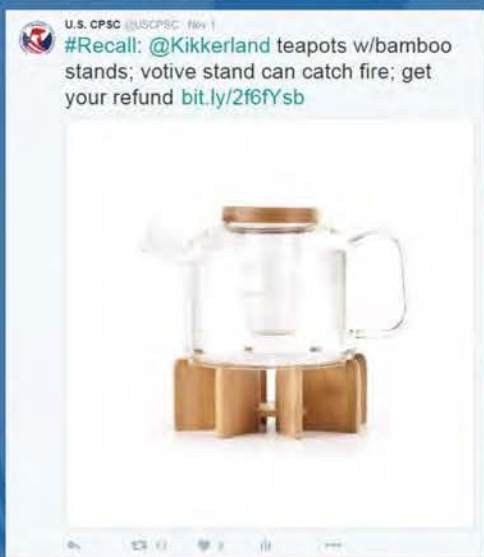 U.S. CPSC @USCPSC Nov 1
#Recall: @Kikkerland teapots w/bamboo
stands; votive stand can catch fire; get
your refund bit.ly/2f6fYsb